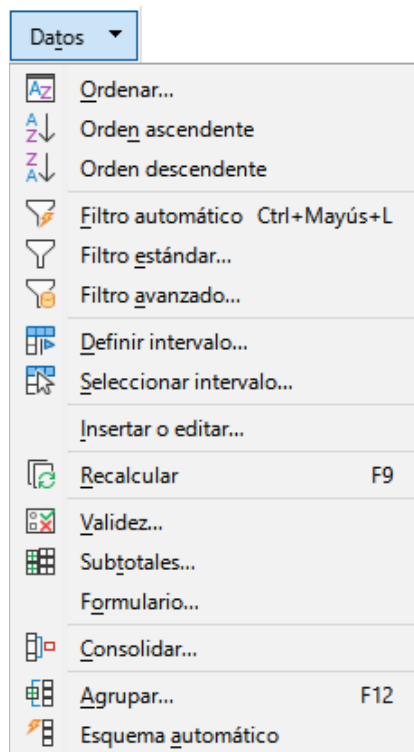 Datos
Ordenar...
Orden ascendente
Orden descendente
Filtro automático Ctrl+Mayús+L
Filtro estándar...
Filtro avanzado...
Definir intervalo...
Seleccionar intervalo...
Insertar o editar...
Recalcular F9
Validez...
Subtotales...
Formulario...
Consolidar...
Agrupar... F12
Esquema automático